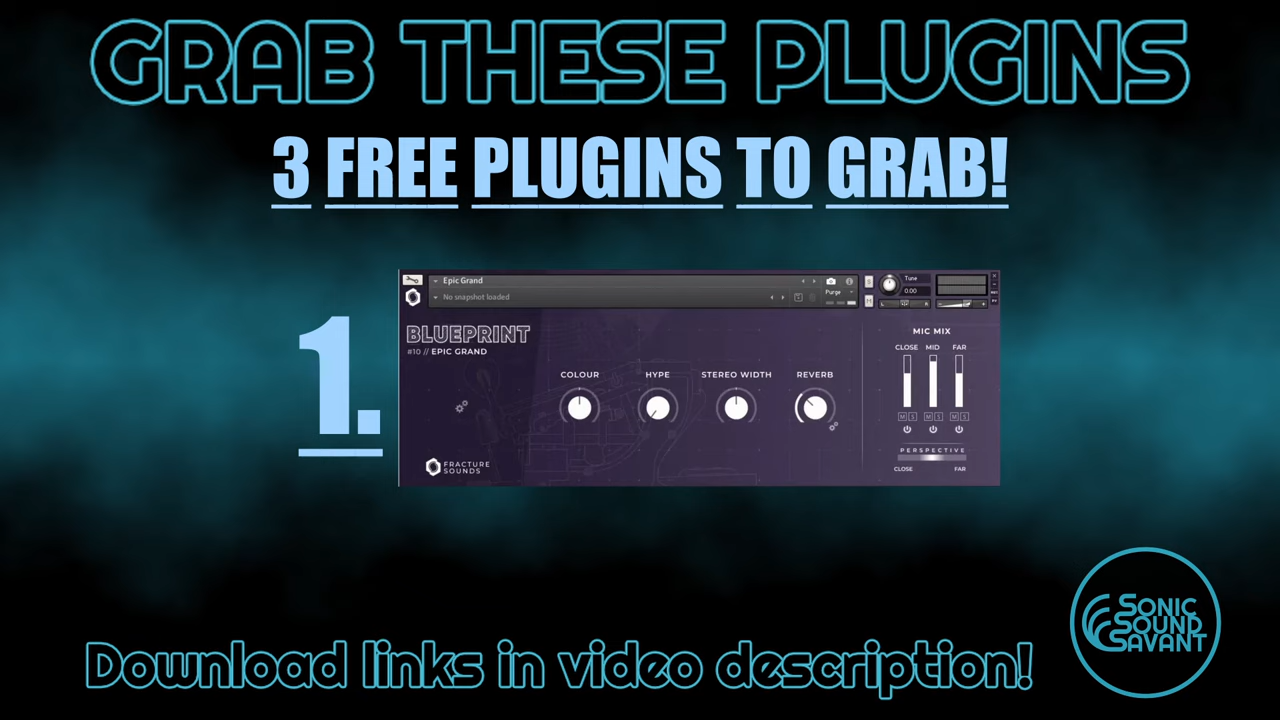 GRAB THESE PLUGINS
3 FREE PLUGINS TO GRAB!
1.
Epic Grand
No snapshot loaded
Purge
S
M
Tune
0.00
L
R
BLUEPRINT
#10 // EPIC GRAND
COLOUR
HYPE
STEREO WIDTH
REVERB
MIC MIX
CLOSE MID FAR
M S M S M S
PERSPECTIVE
CLOSE FAR
FRACTURE
SOUNDS
SONIC
SOUND
SAVANT
Download links in video description!